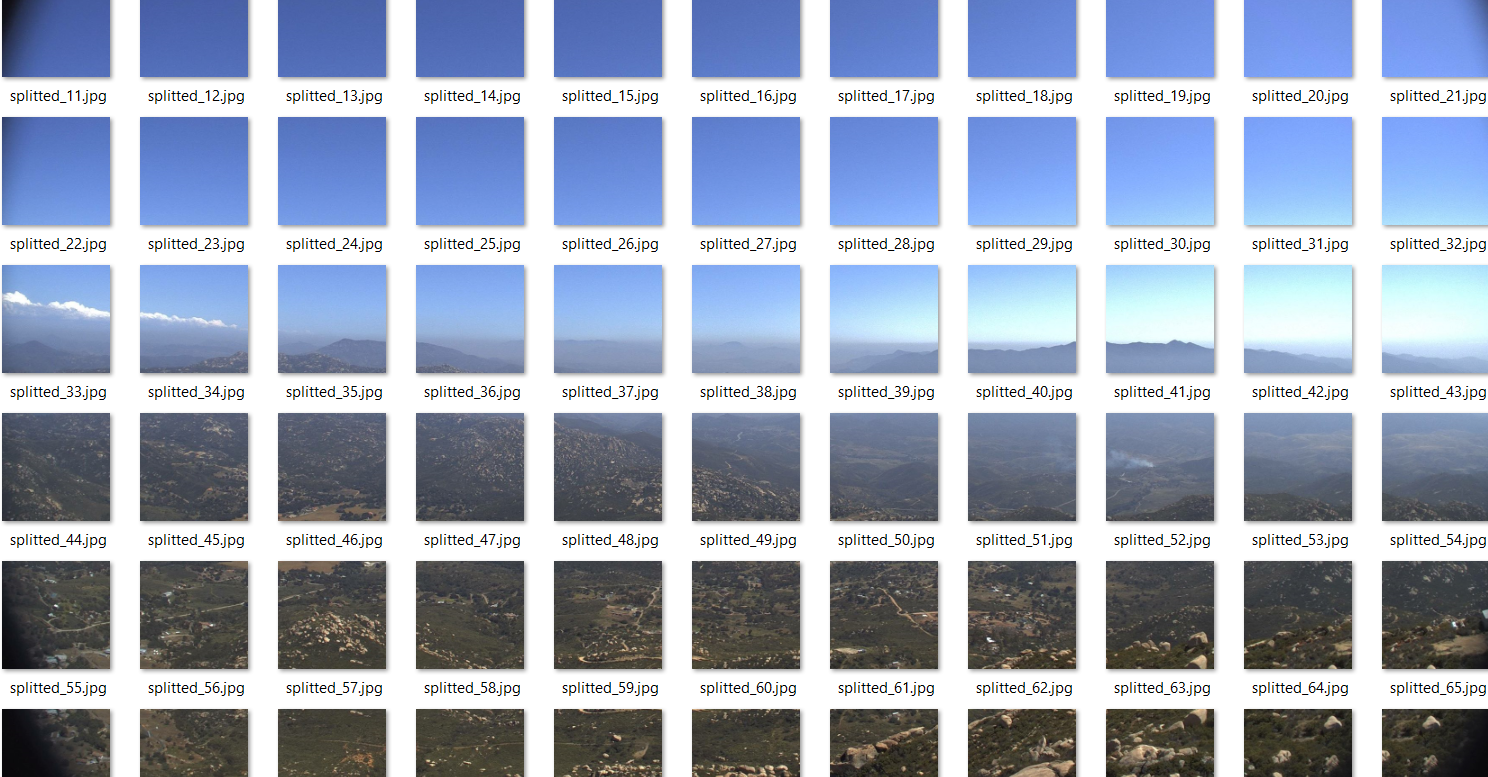 splitted_11.jpg splitted_12.jpg splitted_13.jpg splitted_14.jpg splitted_15.jpg splitted_16.jpg splitted_17.jpg splitted_18.jpg splitted_19.jpg splitted_20.jpg splitted_21.jpg
splitted_22.jpg splitted_23.jpg splitted_24.jpg splitted_25.jpg splitted_26.jpg splitted_27.jpg splitted_28.jpg splitted_29.jpg splitted_30.jpg splitted_31.jpg splitted_32.jpg
splitted_33.jpg splitted_34.jpg splitted_35.jpg splitted_36.jpg splitted_37.jpg splitted_38.jpg splitted_39.jpg splitted_40.jpg splitted_41.jpg splitted_42.jpg splitted_43.jpg
splitted_44.jpg splitted_45.jpg splitted_46.jpg splitted_47.jpg splitted_48.jpg splitted_49.jpg splitted_50.jpg splitted_51.jpg splitted_52.jpg splitted_53.jpg splitted_54.jpg
splitted_55.jpg splitted_56.jpg splitted_57.jpg splitted_58.jpg splitted_59.jpg splitted_60.jpg splitted_61.jpg splitted_62.jpg splitted_63.jpg splitted_64.jpg splitted_65.jpg